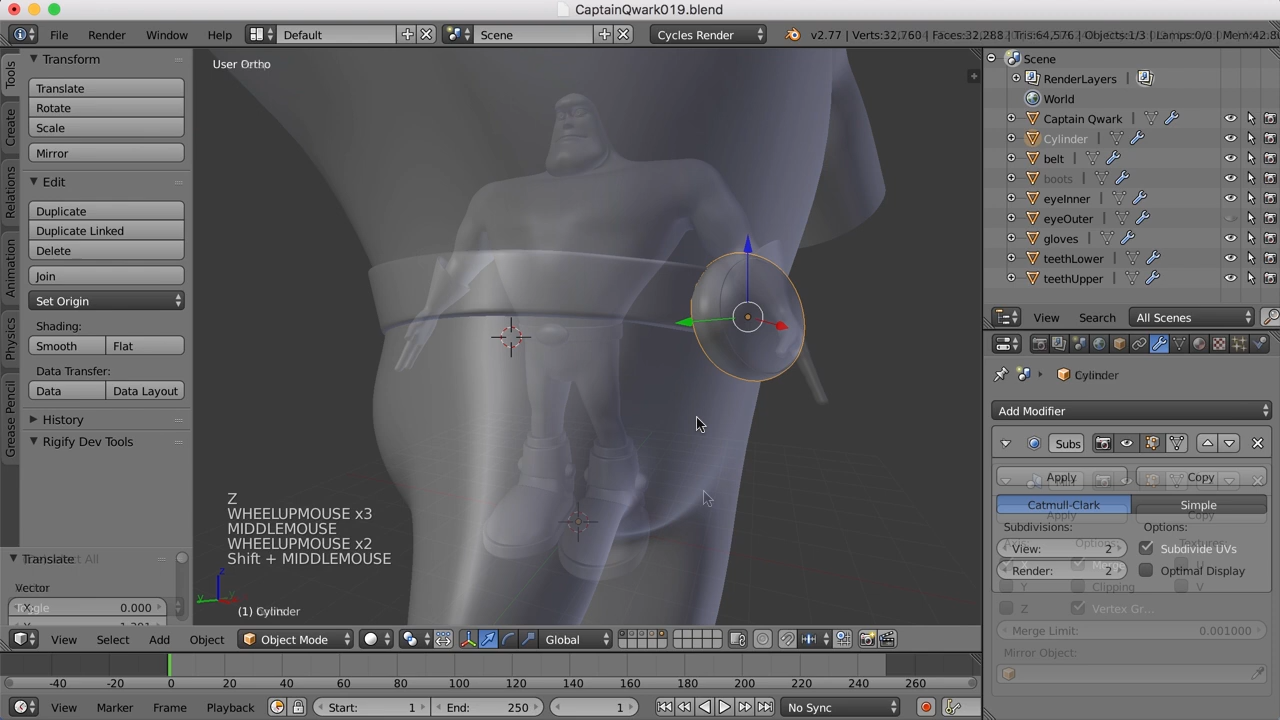 CaptainQwark019.blend
File Render Window Help Default Scene Cycles Render v2.77 | Verts:32,760 | Faces:32,288 | Tris:64,576 | Objects:1/3 | Lamps:0/0 | Mem:42.8
Tools
Create
Relations
Animation
Physics
Grease Pencil
Transform
Translate
Rotate
Scale
Mirror
Edit
Duplicate
Duplicate Linked
Delete
Join
Set Origin
Shading:
Smooth Flat
Data Transfer:
Data Data Layout
History
Rigify Dev Tools
Translate
Vector
Toggle 0.000
User Ortho
Z
WHEELUPMOUSE x3
MIDDLEMOUSE
WHEELUPMOUSE x2
Shift + MIDDLEMOUSE
(1) Cylinder
Scene
RenderLayers
World
Captain Qwark
Cylinder
belt
boots
eyeInner
eyeOuter
gloves
teethLower
teethUpper
View Search All Scenes
Cylinder
Add Modifier
Subs
Apply Copy
Catmull-Clark Simple
Subdivisions: Options:
View: 2 Subdivide UVs
Render: 2 Optimal Display
Y Clipping V
Z Vertex Gr...
Merge Limit: 0.001000
Mirror Object:
View Select Add Object Object Mode Global
-40 -20 0 20 40 60 80 100 120 140 160 180 200 220 240 260
View Marker Frame Playback Start: 1 End: 250 1 No Sync